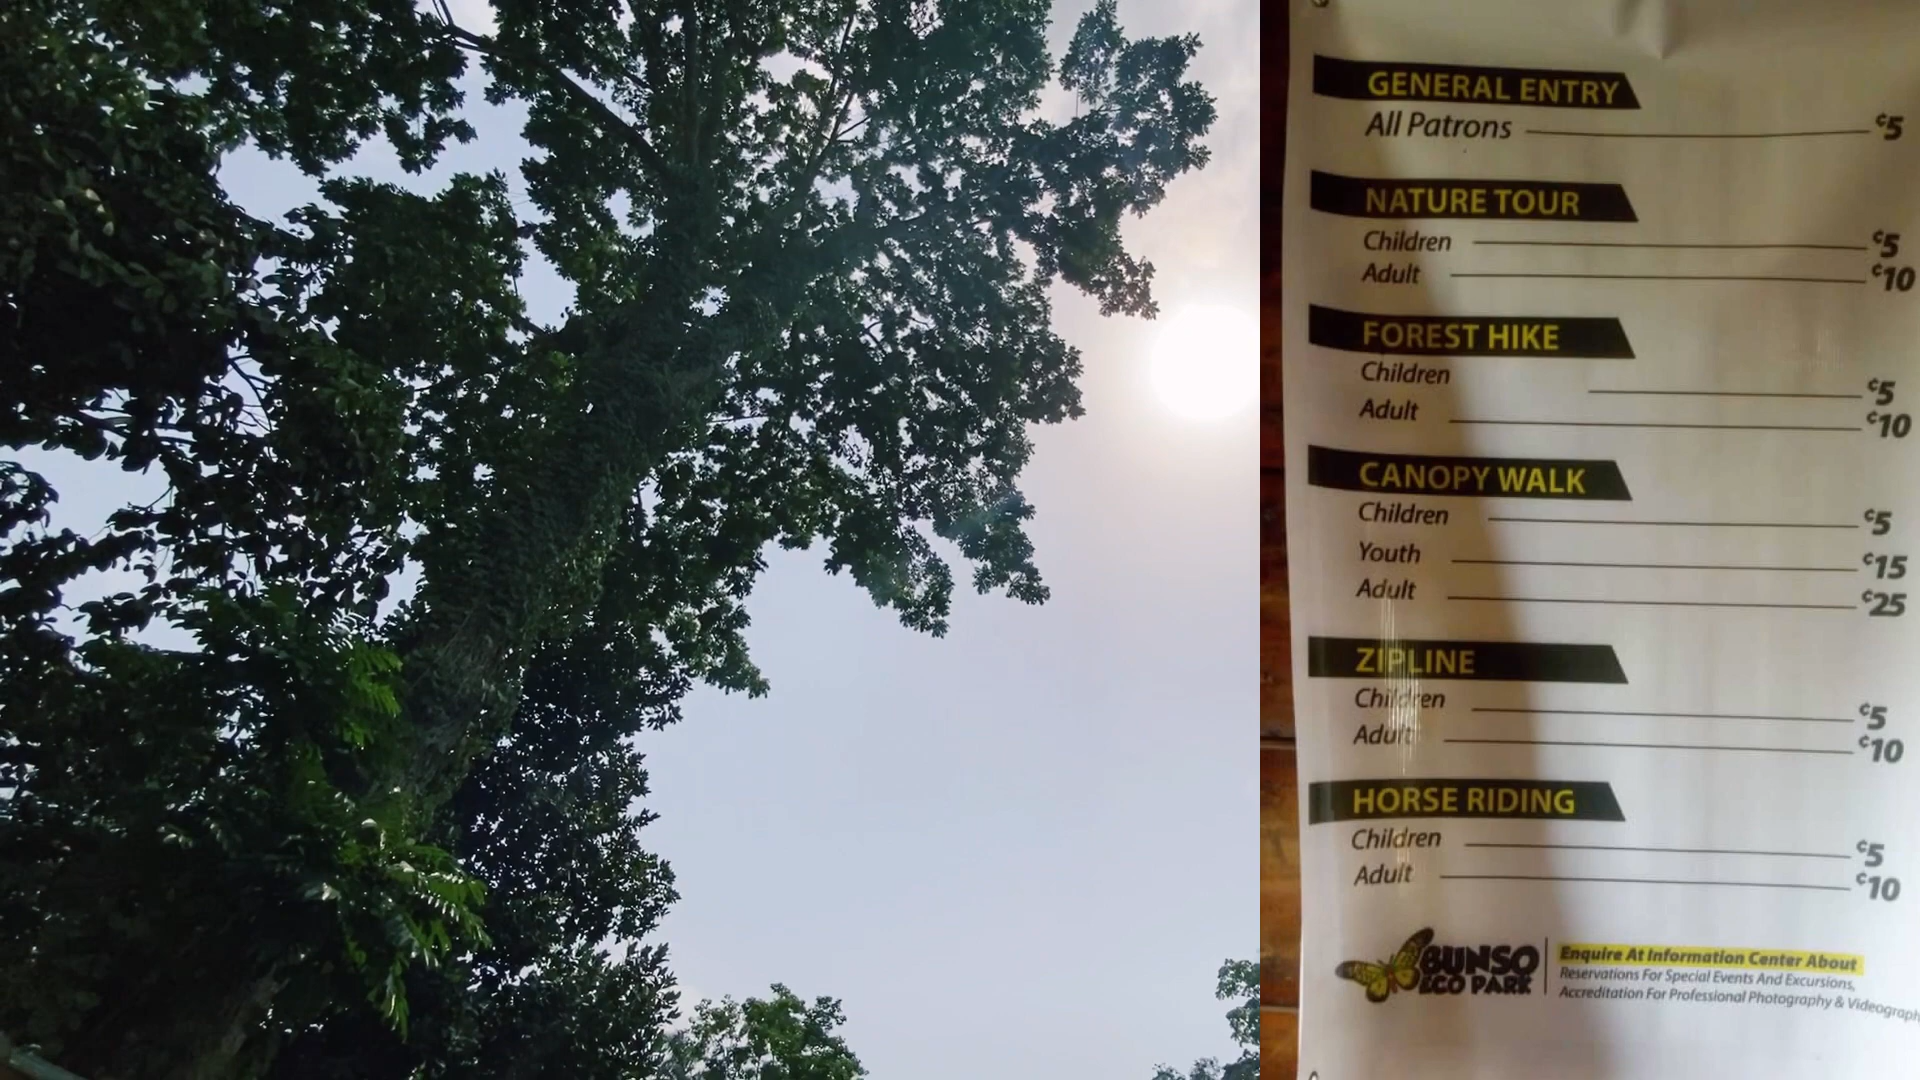 GENERAL ENTRY
All Patrons ¢5
NATURE TOUR
Children ¢5
Adult ¢10
FOREST HIKE
Children ¢5
Adult ¢10
CANOPY WALK
Children ¢5
Youth ¢15
Adult ¢25
ZIPLINE
Children ¢5
Adult ¢10
HORSE RIDING
Children ¢5
Adult ¢10
BUNSO
ECO PARK
Enquire At Information Center About
Reservations For Special Events And Excursions,
Accreditation For Professional Photography & Videograph